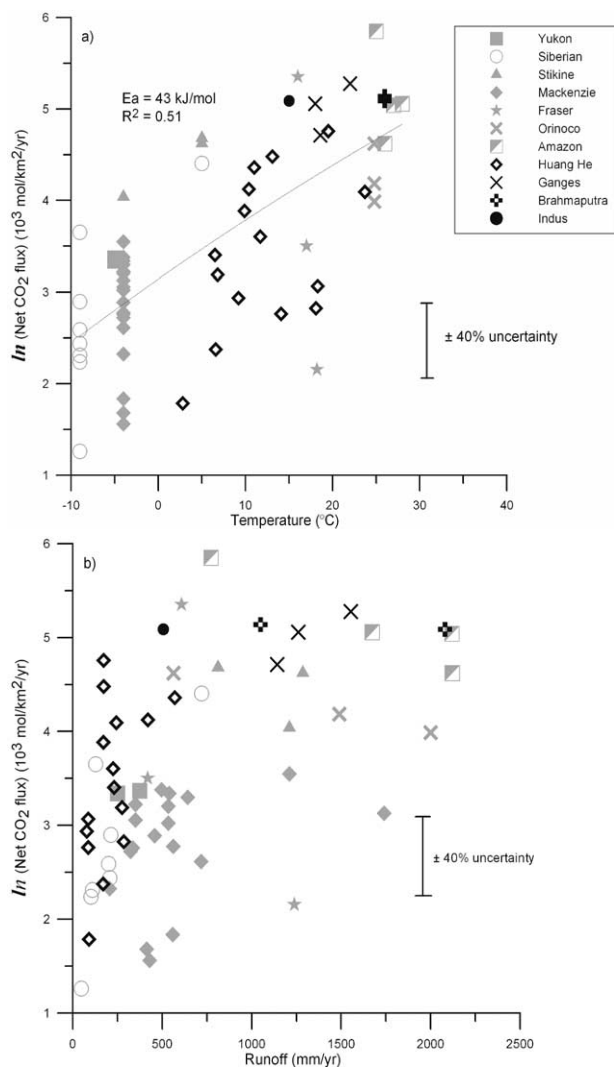 a)
Ea = 43 kJ/mol
R² = 0.51
± 40% uncertainty
ln (Net CO₂ flux) (10³ mol/km²/yr)
6
5
4
3
2
1
-10
0
10
20
30
40
Temperature (°C)
Yukon
Siberian
Stikine
Mackenzie
Fraser
Orinoco
Amazon
Huang He
Ganges
Brahmaputra
Indus
b)
± 40% uncertainty
ln (Net CO₂ flux) (10³ mol/km²/yr)
6
5
4
3
2
1
0
500
1000
1500
2000
2500
Runoff (mm/yr)